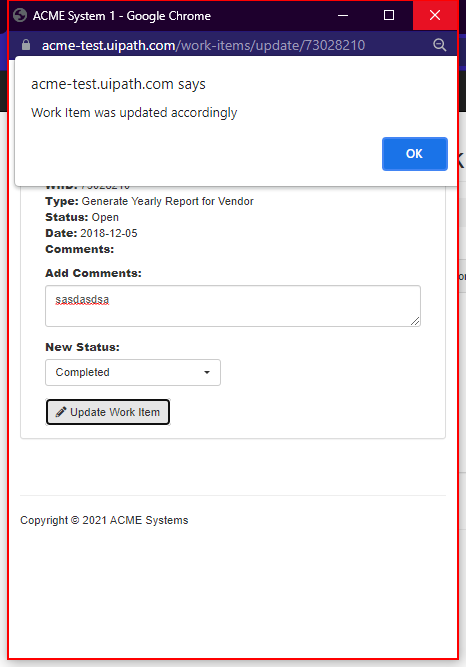 ACME System 1 - Google Chrome
acme-test.uipath.com/work-items/update/73028210
acme-test.uipath.com says
Work Item was updated accordingly
OK
WIID: 73028210
Type: Generate Yearly Report for Vendor
Status: Open
Date: 2018-12-05
Comments:
Add Comments:
sasdasdsa
New Status:
Completed
Update Work Item
Copyright © 2021 ACME Systems